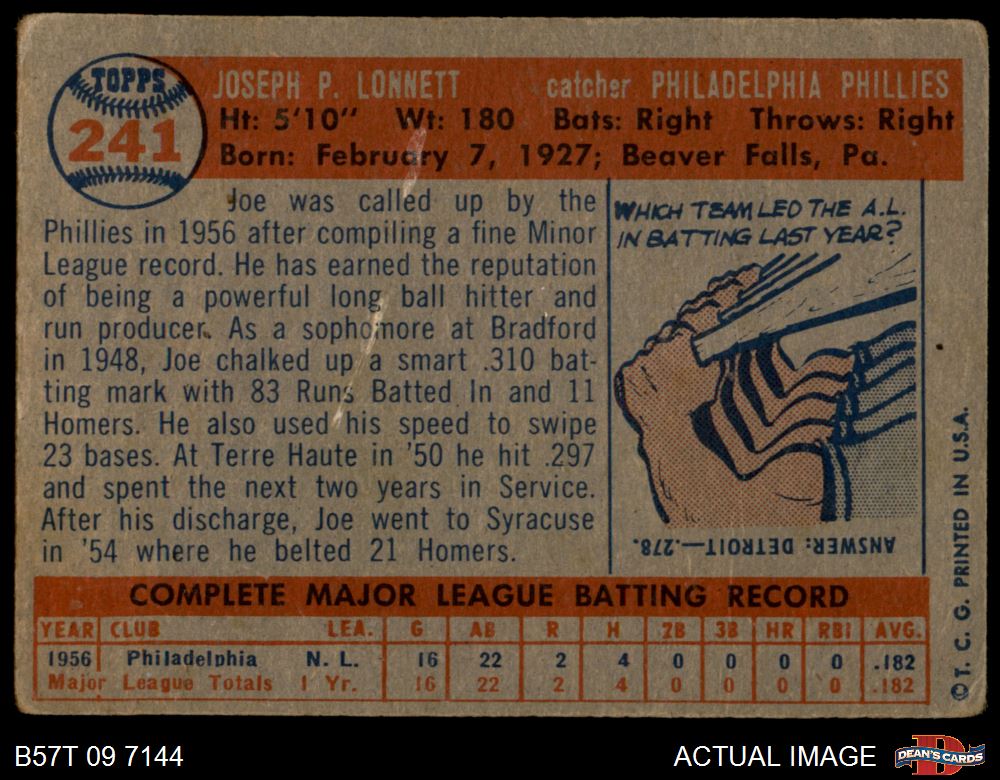 TOPPS
241
JOSEPH P. LONNETT catcher PHILADELPHIA PHILLIES
Ht: 5'10" Wt: 180 Bats: Right Throws: Right
Born: February 7, 1927; Beaver Falls, Pa.
Joe was called up by the
Phillies in 1956 after compiling a fine Minor
League record. He has earned the reputation
of being a powerful long ball hitter and
run producer. As a sophomore at Bradford
in 1948, Joe chalked up a smart .310 bat-
ting mark with 83 Runs Batted In and 11
Homers. He also used his speed to swipe
23 bases. At Terre Haute in '50 he hit .297
and spent the next two years in Service.
After his discharge, Joe went to Syracuse
in '54 where he belted 21 Homers.
WHICH TEAM LED THE A.L.
IN BATTING LAST YEAR?
ANSWER: DETROIT—.278.
©T. C. G. PRINTED IN U.S.A.
COMPLETE MAJOR LEAGUE BATTING RECORD
YEAR CLUB LEA. G AB R H 2B 3B HR RBI AVG.
1956 Philadelphia N. L. 16 22 2 4 0 0 0 0 .182
Major League Totals 1 Yr. 16 22 2 4 0 0 0 0 .182
B57T 09 7144
ACTUAL IMAGE
DEAN'S CARDS